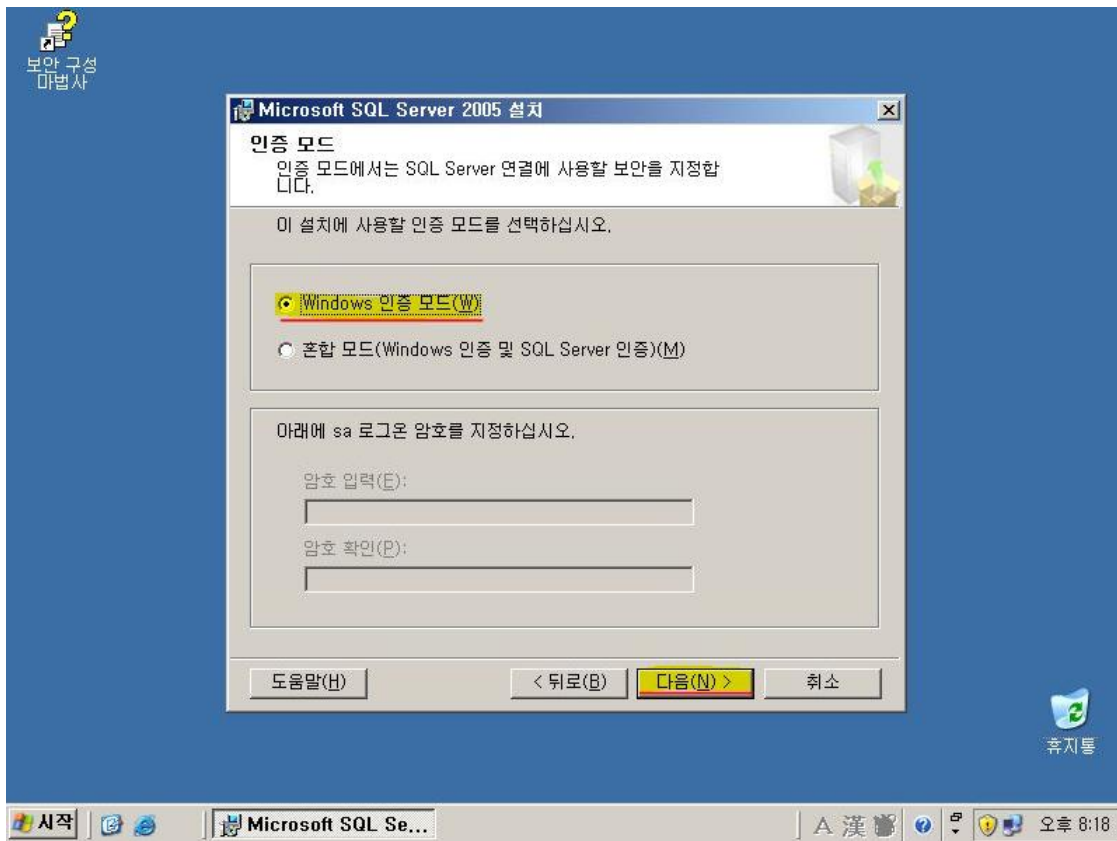 보안 구성
마법사
Microsoft SQL Server 2005 설치
인증 모드
인증 모드에서는 SQL Server 연결에 사용할 보안을 지정합
니다.
이 설치에 사용할 인증 모드를 선택하십시오.
Windows 인증 모드(W)
혼합 모드(Windows 인증 및 SQL Server 인증)(M)
아래에 sa 로그온 암호를 지정하십시오.
암호 입력(E):
암호 확인(P):
도움말(H)
< 뒤로(B)
다음(N) >
취소
휴지통
시작
Microsoft SQL Se...
A 漢
오후 8:18